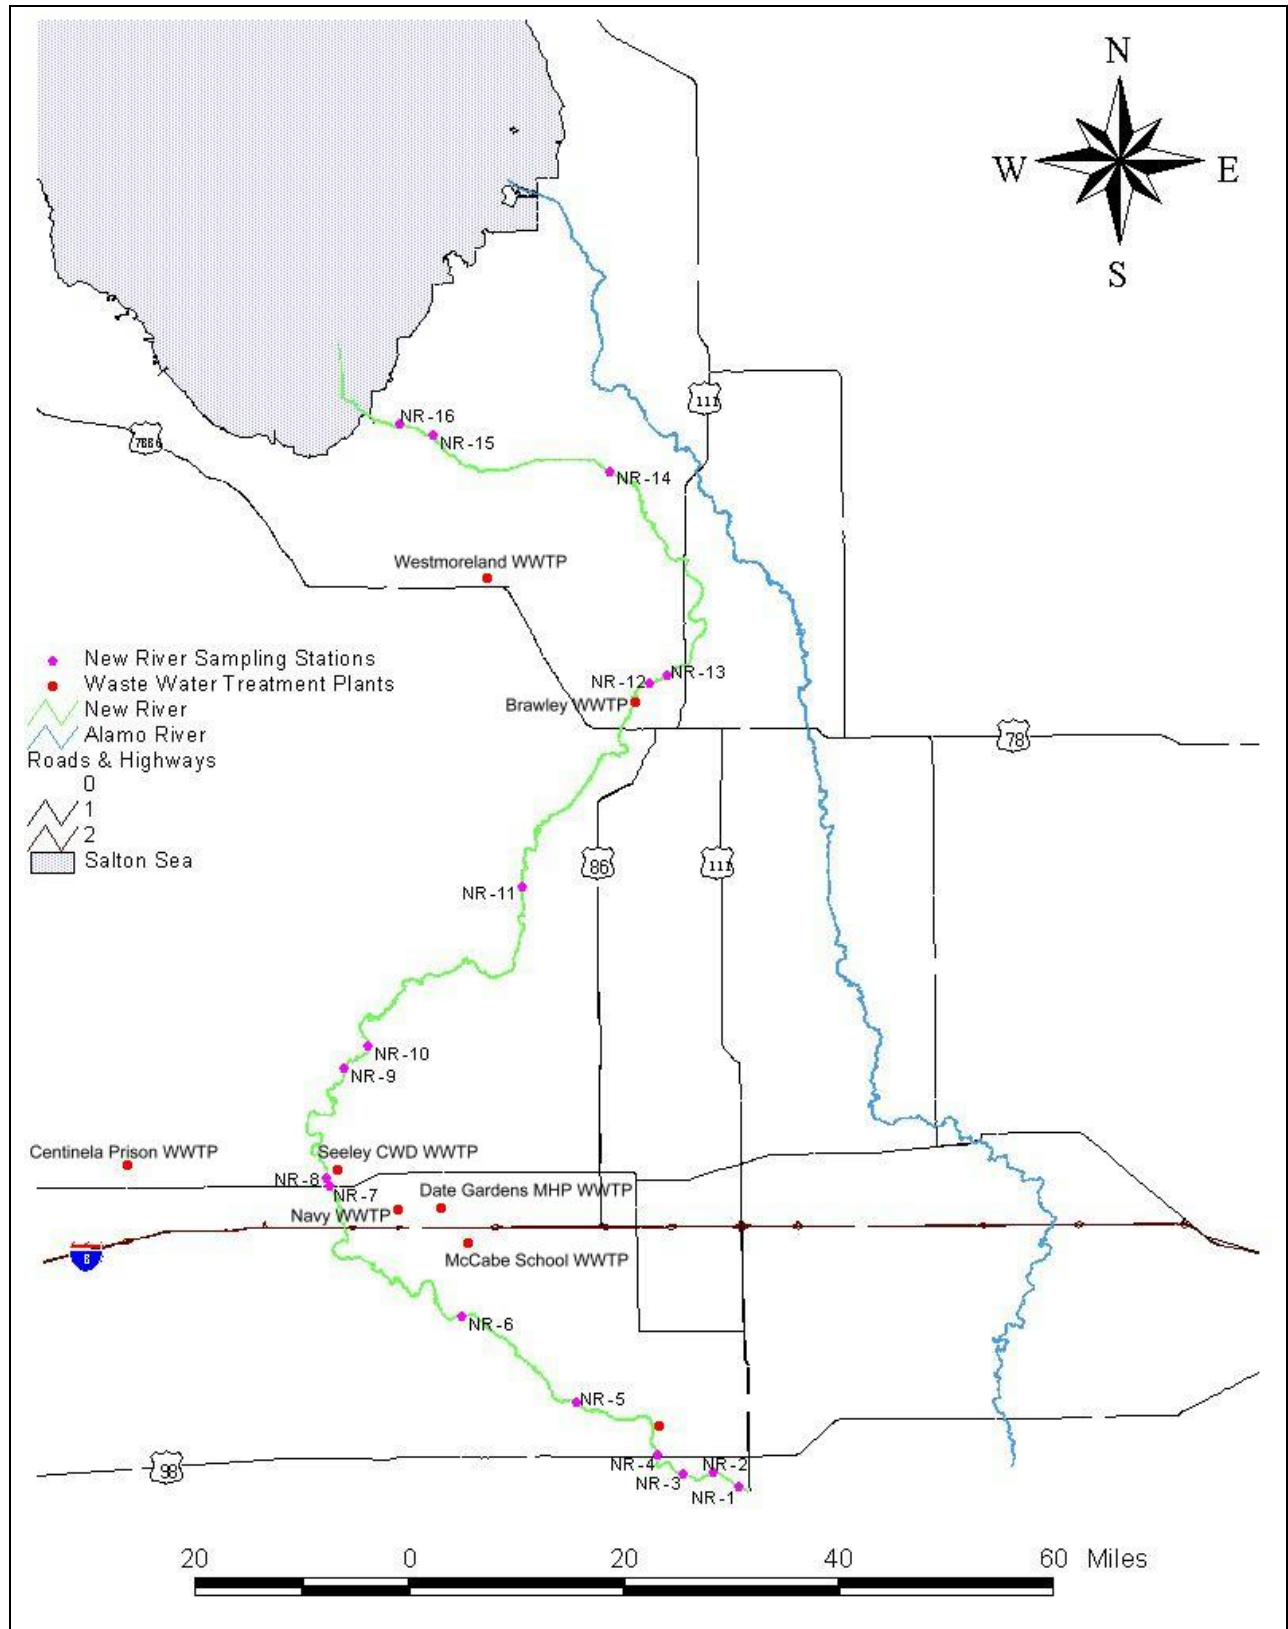 N
W
E
S
111
NR-16
NR-15
NR-14
Westmoreland WWTP
New River Sampling Stations
Waste Water Treatment Plants
New River
Alamo River
Roads & Highways
0
1
2
Salton Sea
NR-13
NR-12
Brawley WWTP
78
86
111
NR-11
NR-10
NR-9
Centinela Prison WWTP
Seeley CWD WWTP
NR-8
NR-7
Date Gardens MHP WWTP
Navy WWTP
McCabe School WWTP
8
NR-6
NR-5
98
NR-4
NR-3
NR-2
NR-1
20
0
20
40
60 Miles